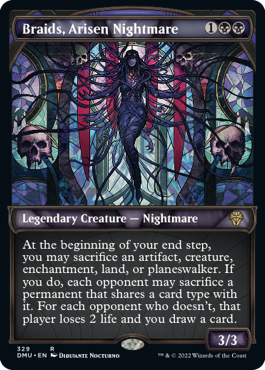 Braids, Arisen Nightmare 1
Legendary Creature — Nightmare
At the beginning of your end step,
you may sacrifice an artifact, creature,
enchantment, land, or planeswalker. If
you do, each opponent may sacrifice a
permanent that shares a card type with
it. For each opponent who doesn't, that
player loses 2 life and you draw a card.
3/3
329 R
DMU • EN Dibujante Nocturno ™ & © 2022 Wizards of the Coast